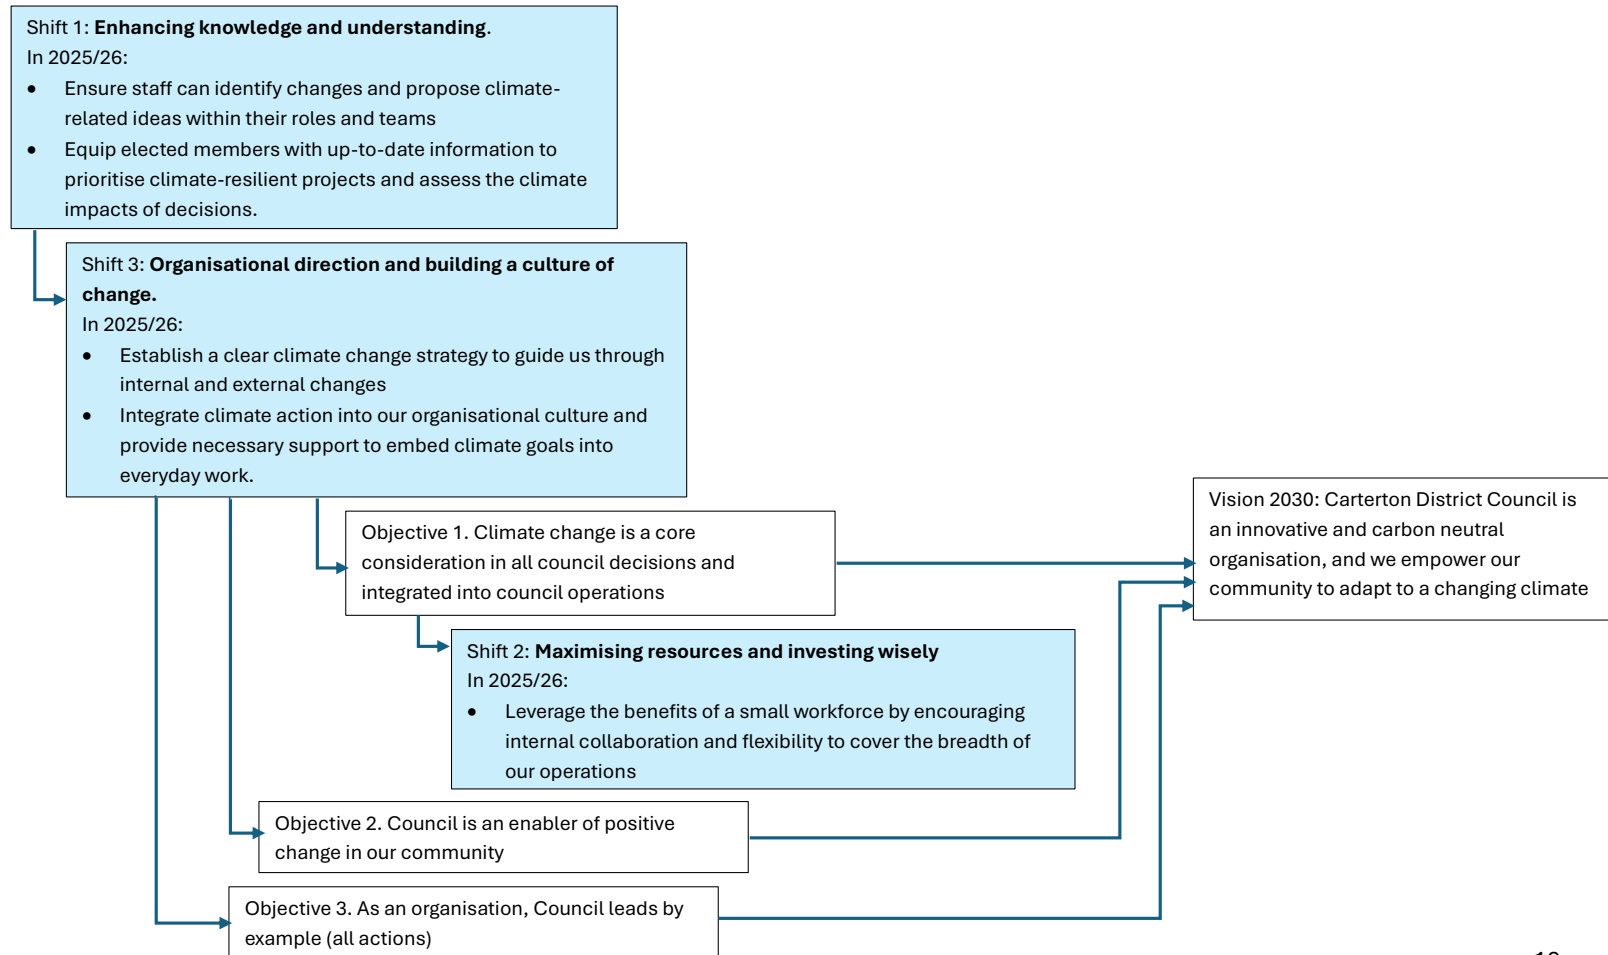 Shift 1: Enhancing knowledge and understanding.
In 2025/26:
• Ensure staff can identify changes and propose climate-
related ideas within their roles and teams
• Equip elected members with up-to-date information to
prioritise climate-resilient projects and assess the climate
impacts of decisions.
Shift 3: Organisational direction and building a culture of
change.
In 2025/26:
• Establish a clear climate change strategy to guide us through
internal and external changes
• Integrate climate action into our organisational culture and
provide necessary support to embed climate goals into
everyday work.
Objective 1. Climate change is a core
consideration in all council decisions and
integrated into council operations
Vision 2030: Carterton District Council is
an innovative and carbon neutral
organisation, and we empower our
community to adapt to a changing climate
Shift 2: Maximising resources and investing wisely
In 2025/26:
• Leverage the benefits of a small workforce by encouraging
internal collaboration and flexibility to cover the breadth of
our operations
Objective 2. Council is an enabler of positive
change in our community
Objective 3. As an organisation, Council leads by
example (all actions)